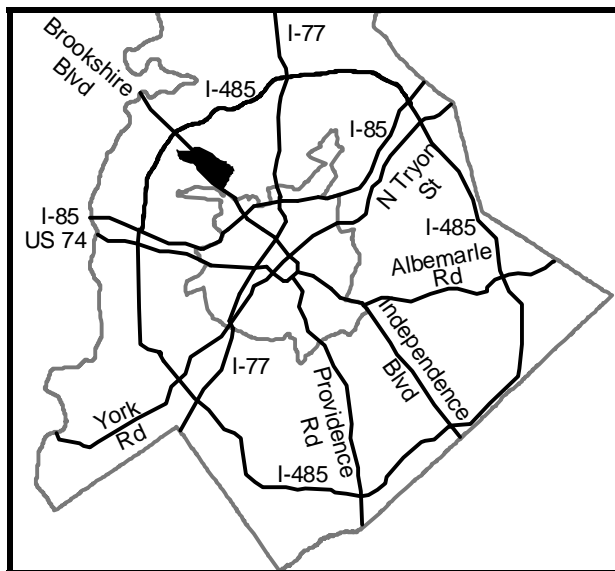 I-77
Brookshire
Blvd
I-485
I-85
N Tryon
St
I-85
US 74
I-485
Albemarle
Rd
Independence
Blvd
I-77
Providence
Rd
York
Rd
I-485